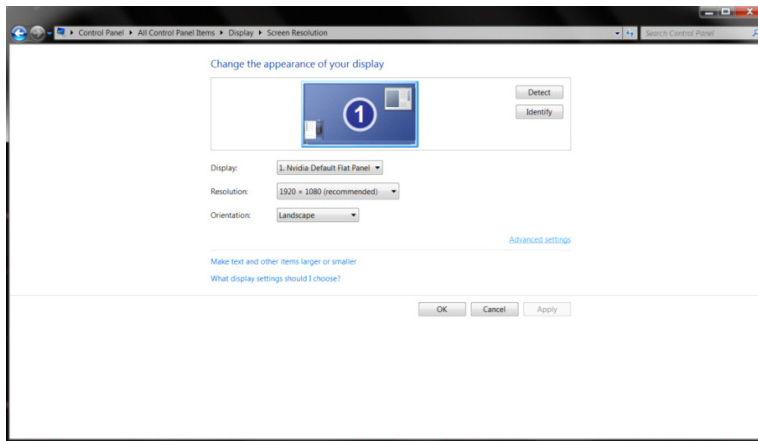 Control Panel ▸ All Control Panel Items ▸ Display ▸ Screen Resolution
Search Control Panel
Change the appearance of your display
1
Detect
Identify
Display: 1. Nvidia Default Flat Panel
Resolution: 1920 × 1080 (recommended)
Orientation: Landscape
Advanced settings
Make text and other items larger or smaller
What display settings should I choose?
OK Cancel Apply